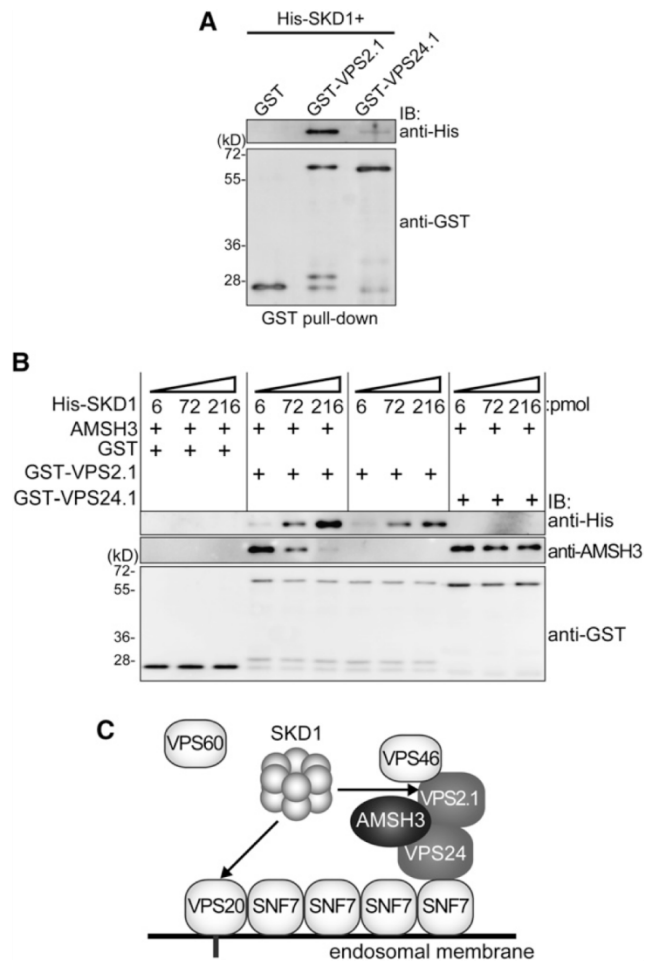 A
His-SKD1+
GST
GST-VPS2.1
GST-VPS24.1
IB:
anti-His
(kD)
72-
55-
anti-GST
36-
28-
GST pull-down
B
His-SKD1 6 72 216 6 72 216 6 72 216 6 72 216 :pmol
AMSH3 + + + + + + + + +
GST + + +
GST-VPS2.1 + + + + + +
GST-VPS24.1 + + + IB:
anti-His
(kD) anti-AMSH3
72-
55-
anti-GST
36-
28-
C
SKD1
VPS60
VPS46
VPS2.1
AMSH3
VPS24
VPS20 SNF7 SNF7 SNF7 SNF7
endosomal membrane